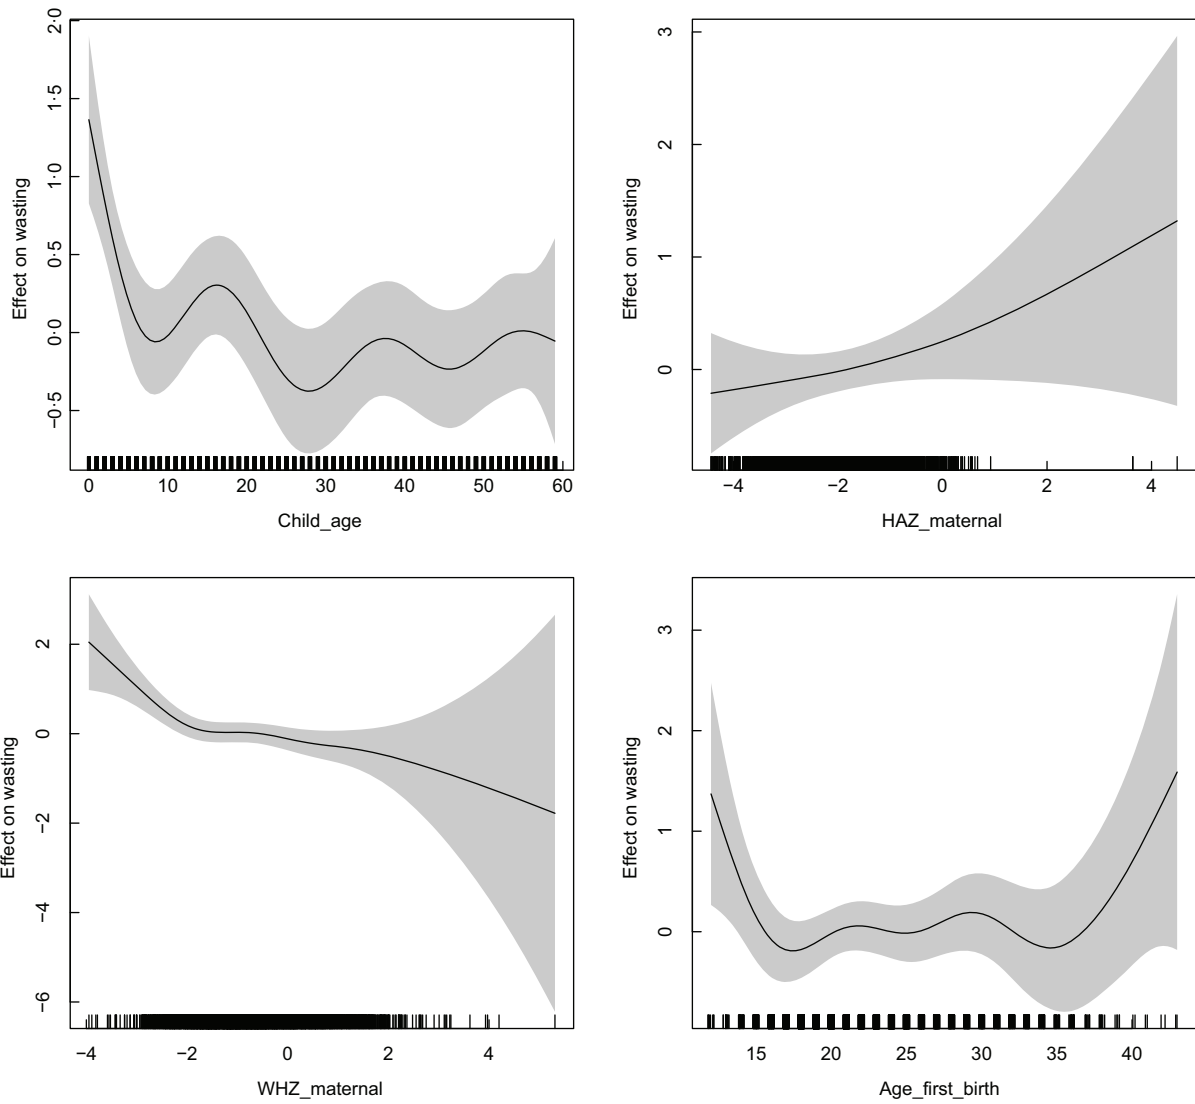 2·0
1·5
1·0
0·5
0·0
−0·5
Effect on wasting
0 10 20 30 40 50 60
Child_age
3
2
1
0
Effect on wasting
−4 −2 0 2 4
HAZ_maternal
2
0
−2
−4
−6
Effect on wasting
−4 −2 0 2 4
WHZ_maternal
3
2
1
0
Effect on wasting
15 20 25 30 35 40
Age_first_birth